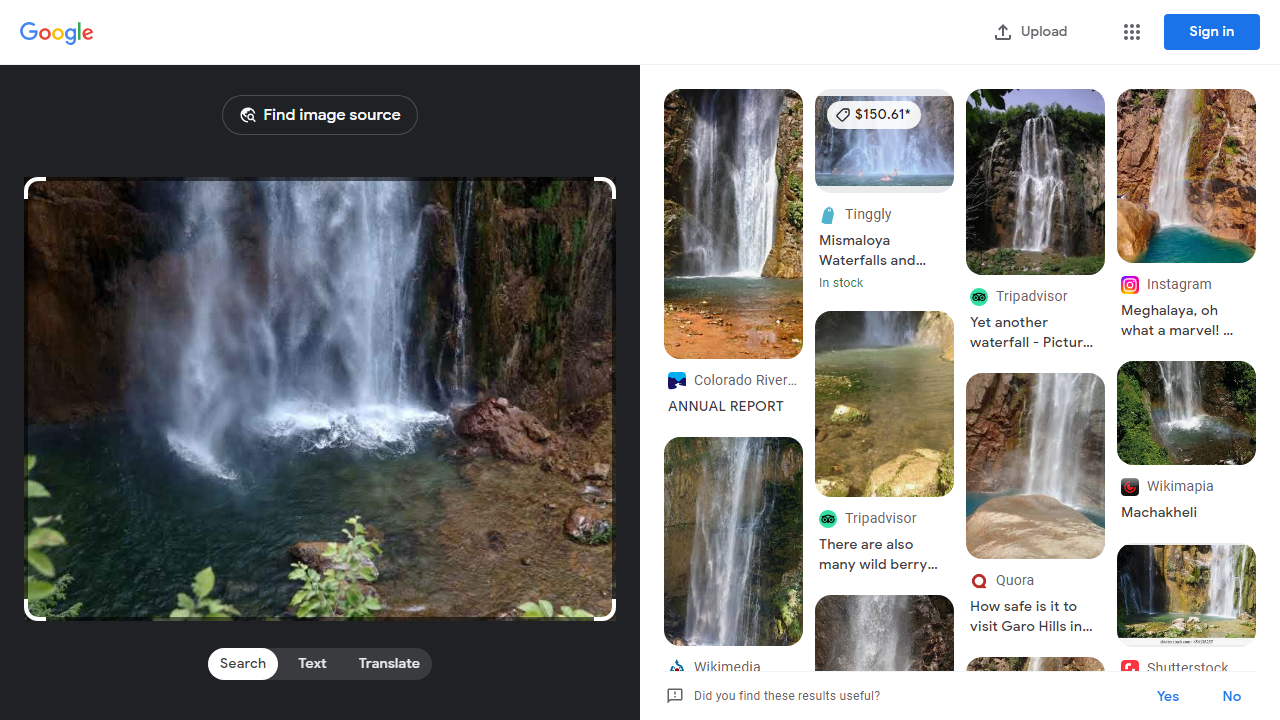 Google
Upload
Sign in
Find image source
Search
Text
Translate
Colorado River...
ANNUAL REPORT
Wikimedia
$150.61*
Tinggly
Mismaloya
Waterfalls and...
In stock
Tripadvisor
There are also
many wild berry...
Tripadvisor
Yet another
waterfall - Pictur...
Quora
How safe is it to
visit Garo Hills in...
Instagram
Meghalaya, oh
what a marvel! ...
Wikimapia
Machakheli
Shutterstock
Did you find these results useful?
Yes
No